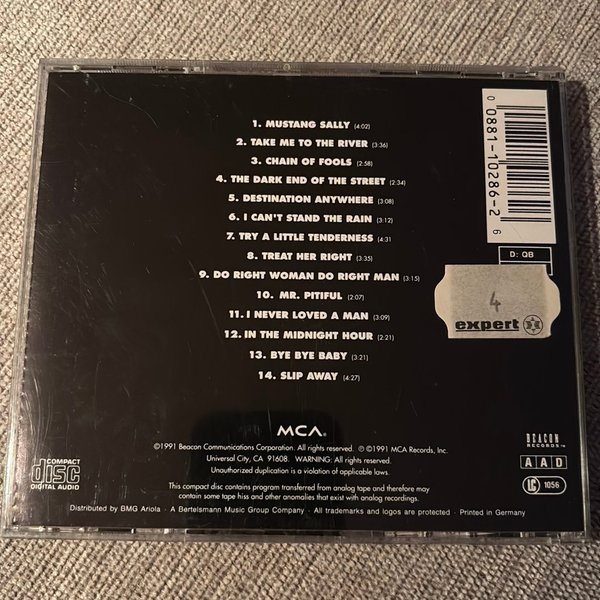 1. MUSTANG SALLY (4:02)
2. TAKE ME TO THE RIVER (3:36)
3. CHAIN OF FOOLS (2:58)
4. THE DARK END OF THE STREET (2:34)
5. DESTINATION ANYWHERE (3:08)
6. I CAN'T STAND THE RAIN (3:12)
7. TRY A LITTLE TENDERNESS (4:31
8. TREAT HER RIGHT (3:35)
9. DO RIGHT WOMAN DO RIGHT MAN (3:15)
10. MR. PITIFUL (2:07)
11. I NEVER LOVED A MAN (3:09)
12. IN THE MIDNIGHT HOUR (2:21)
13. BYE BYE BABY (3:21)
14. SLIP AWAY (4:27)
0 0881-10286-2 6
D: QB
4
expert
MCA®
©1991 Beacon Communications Corporation. All rights reserved. ℗©1991 MCA Records, Inc.
Universal City, CA 91608. WARNING: All rights reserved.
Unauthorized duplication is a violation of applicable laws.
This compact disc contains program transferred from analog tape and therefore may
contain some tape hiss and other anomalies that exist with analog recordings.
COMPACT
disc
DIGITAL AUDIO
BEACON
RECORDS™
A A D
LC 1056
Distributed by BMG Ariola · A Bertelsmann Music Group Company · All trademarks and logos are protected · Printed in Germany